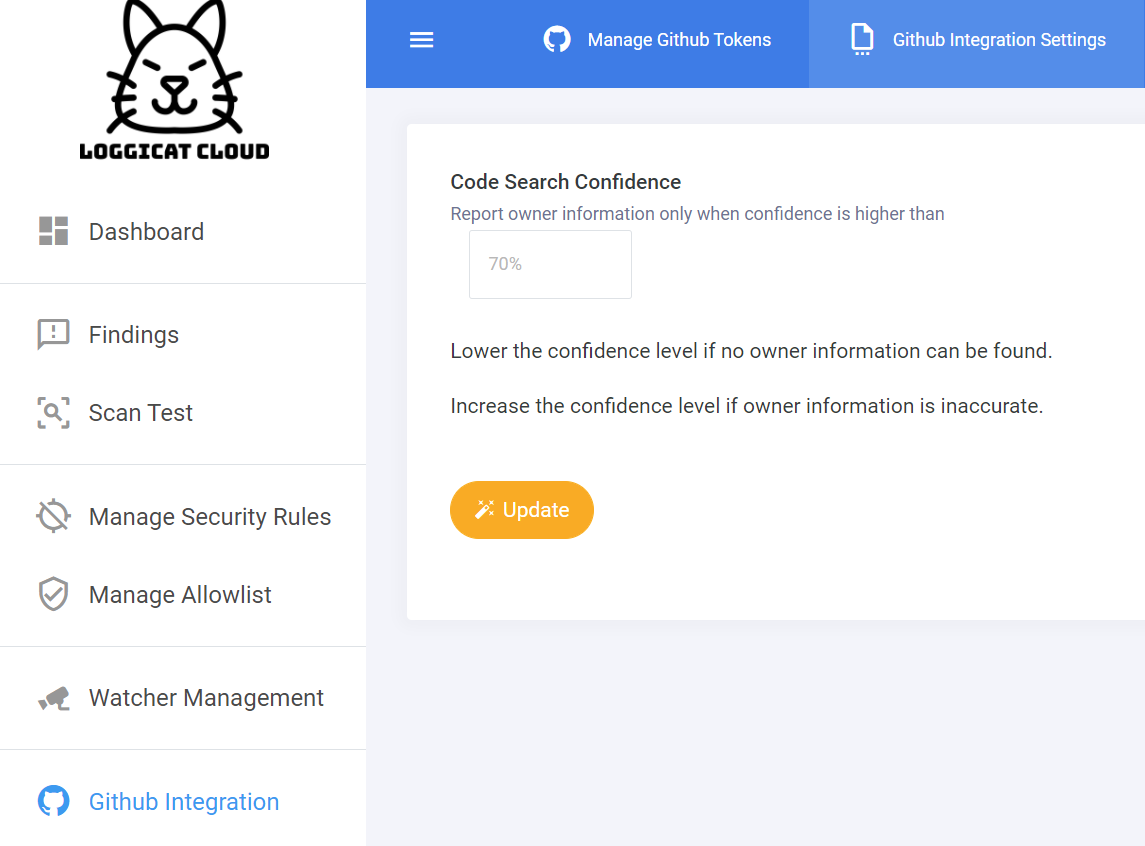 LOGGICAT CLOUD
Dashboard
Findings
Scan Test
Manage Security Rules
Manage Allowlist
Watcher Management
Github Integration
Manage Github Tokens
Github Integration Settings
Code Search Confidence
Report owner information only when confidence is higher than
70%
Lower the confidence level if no owner information can be found.
Increase the confidence level if owner information is inaccurate.
Update